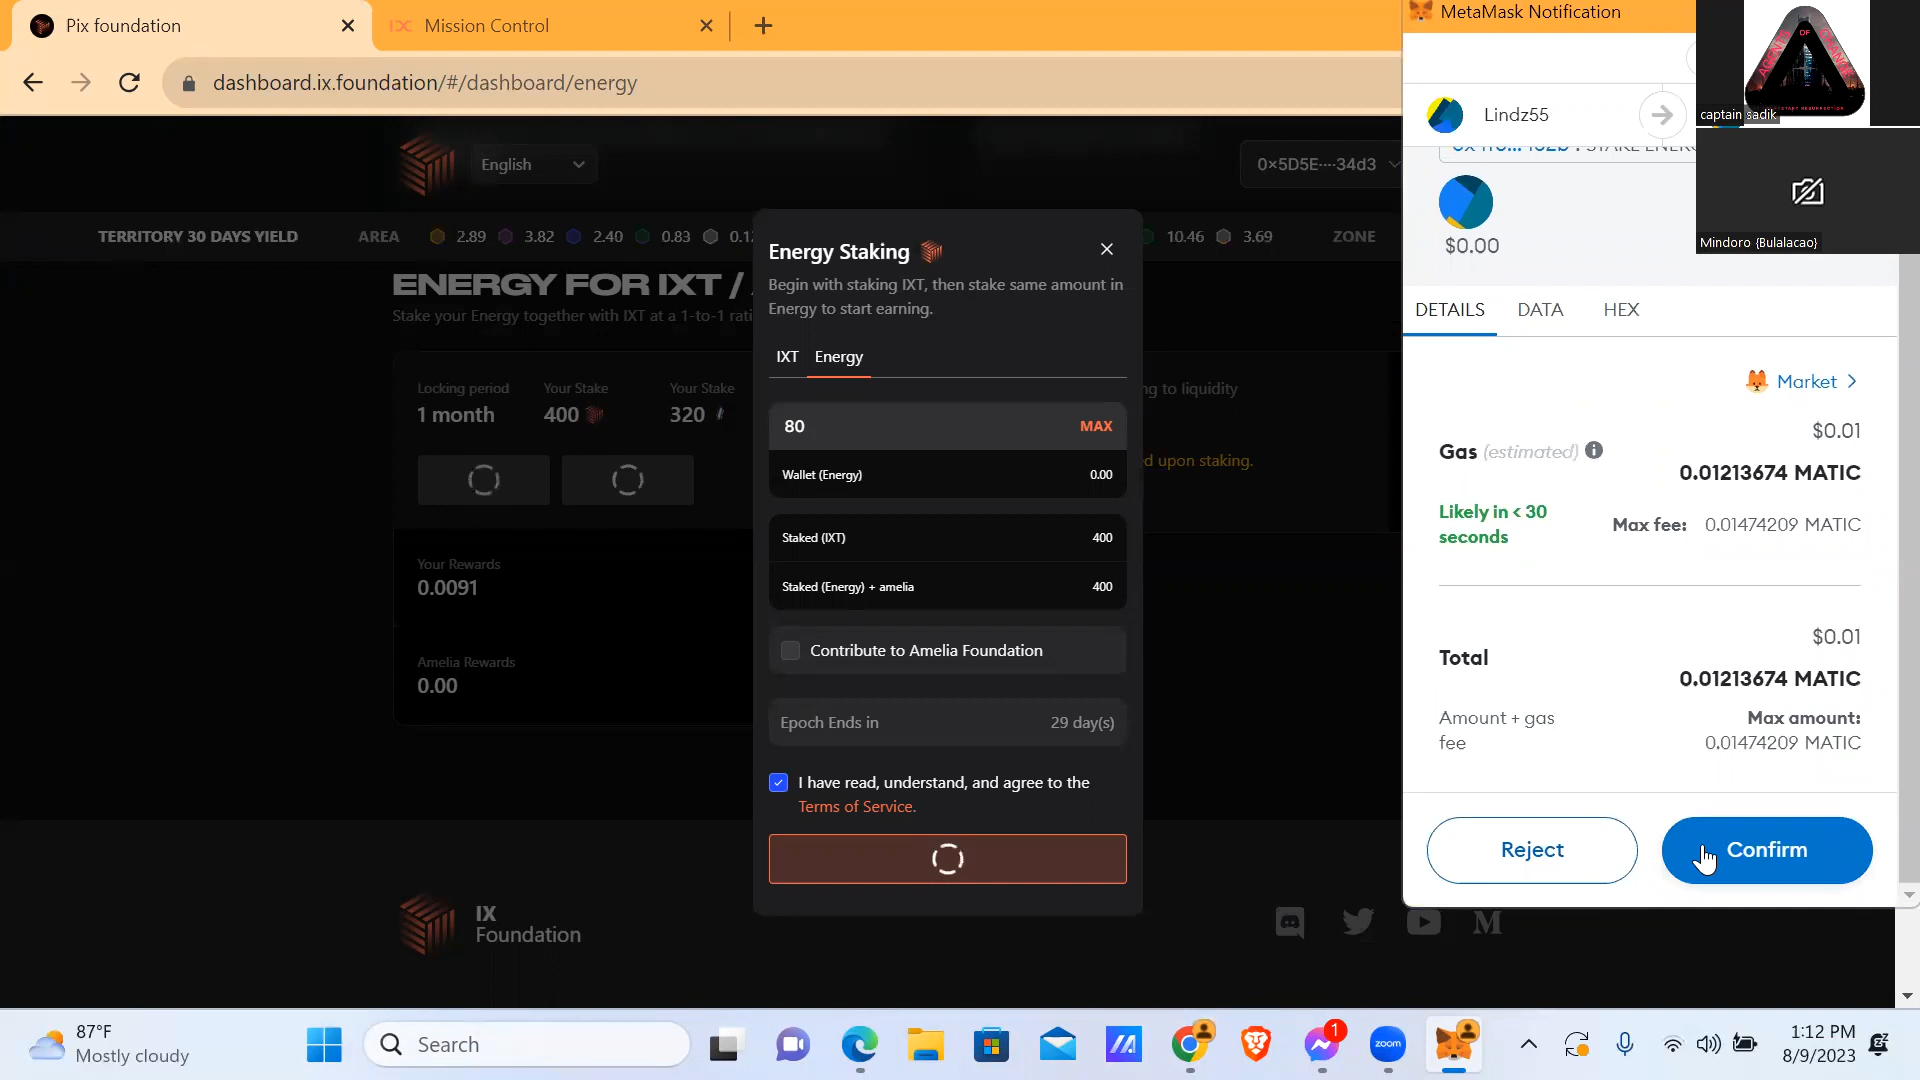 Pix foundation
Mission Control
dashboard.ix.foundation/#/dashboard/energy
English
0×5D5E····34d3
TERRITORY 30 DAYS YIELD
AREA
2.89
3.82
2.40
0.83
0.12
10.46
3.69
ZONE
ENERGY FOR IXT /
Stake your Energy together with IXT at a 1-to-1 rati
Locking period
1 month
Your Stake
400
Your Stake
320
ng to liquidity
d upon staking.
Your Rewards
0.0091
Amelia Rewards
0.00
Energy Staking
Begin with staking IXT, then stake same amount in
Energy to start earning.
IXT
Energy
80
MAX
Wallet (Energy)
0.00
Staked (IXT)
400
Staked (Energy) + amelia
400
Contribute to Amelia Foundation
Epoch Ends in
29 day(s)
I have read, understand, and agree to the
Terms of Service.
IX
Foundation
MetaMask Notification
Lindz55
$0.00
DETAILS
DATA
HEX
Market
$0.01
Gas (estimated)
0.01213674 MATIC
Likely in < 30
seconds
Max fee: 0.01474209 MATIC
$0.01
Total
0.01213674 MATIC
Amount + gas
fee
Max amount:
0.01474209 MATIC
Reject
Confirm
AGENTS OF
captain sadik
Mindoro {Bulalacao}
87°F
Mostly cloudy
Search
1
zoom
1:12 PM
8/9/2023